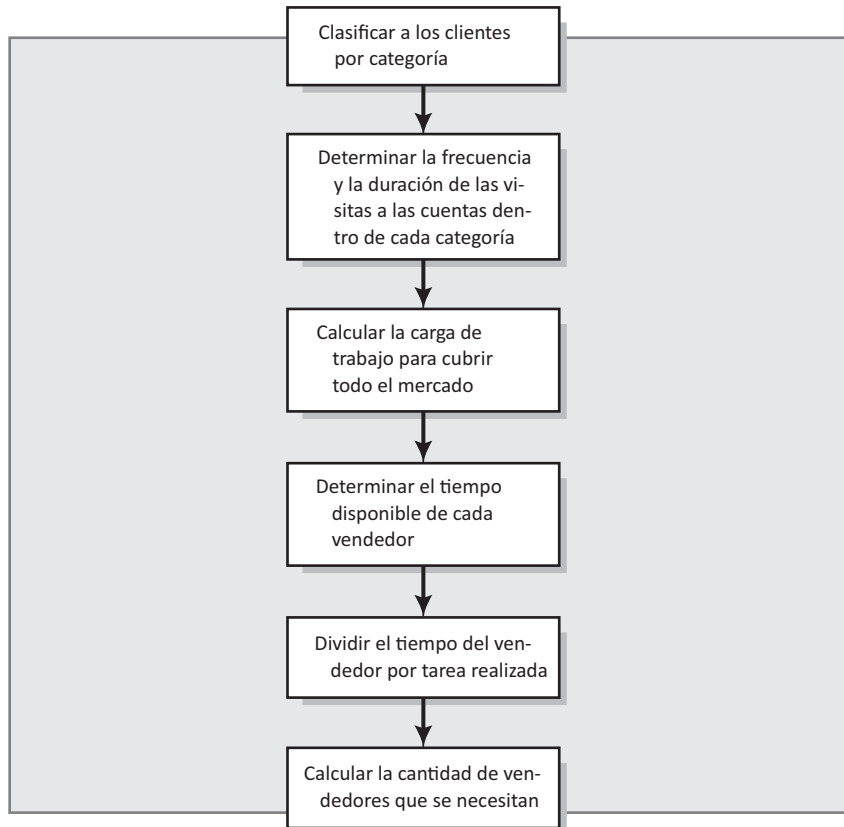 Clasificar a los clientes
por categoría
Determinar la frecuencia
y la duración de las vi-
sitas a las cuentas den-
tro de cada categoría
Calcular la carga de
trabajo para cubrir
todo el mercado
Determinar el tiempo
disponible de cada
vendedor
Dividir el tiempo del ven-
dedor por tarea realizada
Calcular la cantidad de ven-
dedores que se necesitan